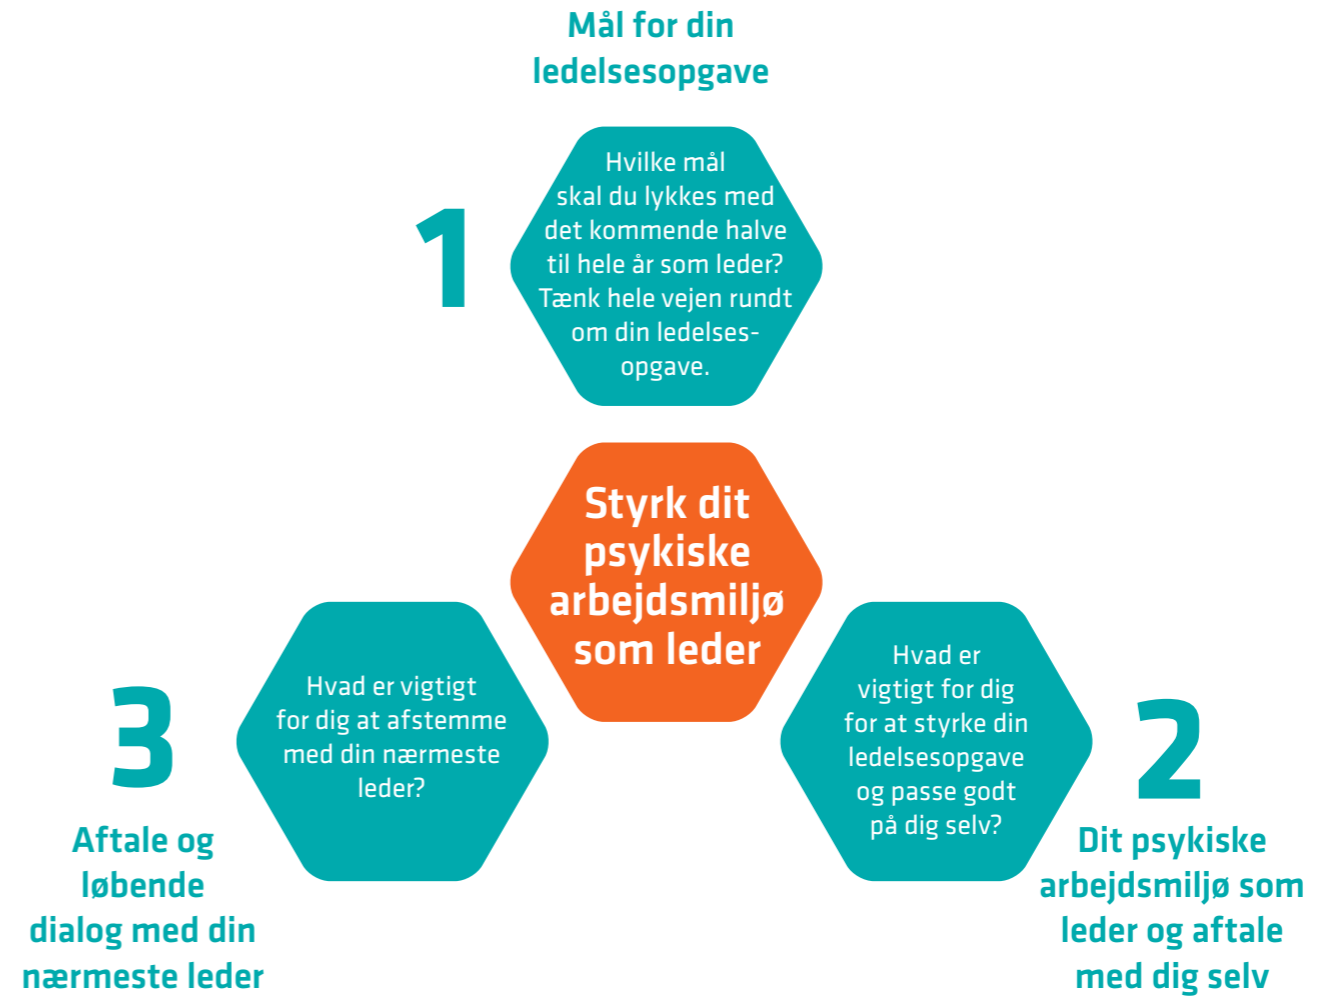 Mål for din
ledelsesopgave
1
Hvilke mål
skal du lykkes med
det kommende halve
til hele år som leder?
Tænk hele vejen rundt
om din ledelses-
opgave.
Styrk dit
psykiske
arbejdsmiljø
som leder
2
Hvad er
vigtigt for dig
for at styrke din
ledelsesopgave
og passe godt
på dig selv?
Dit psykiske
arbejdsmiljø som
leder og aftale
med dig selv
3
Hvad er vigtigt
for dig at afstemme
med din nærmeste
leder?
Aftale og
løbende
dialog med din
nærmeste leder